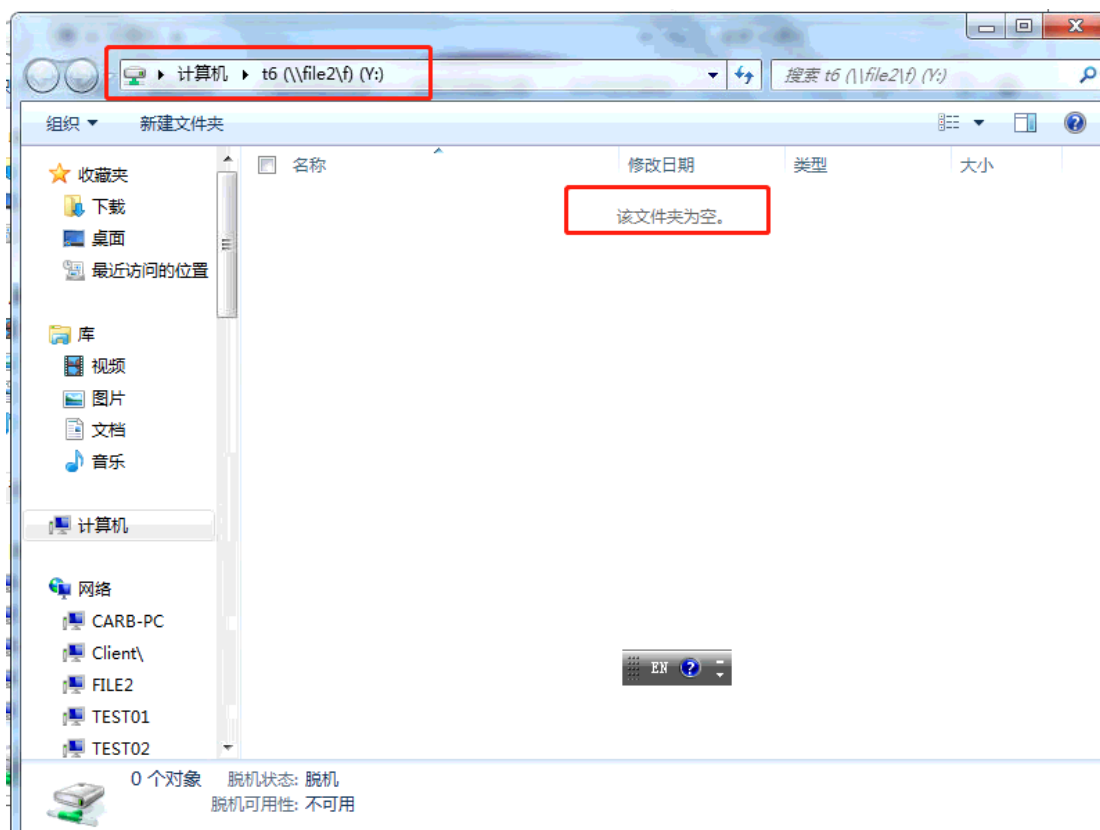 计算机 t6 (\\file2\f) (Y:)
搜索 t6 (\\file2\f) (Y:)
组织 新建文件夹
名称 修改日期 类型 大小
该文件夹为空。
收藏夹
下载
桌面
最近访问的位置
库
视频
图片
文档
音乐
计算机
网络
CARB-PC
Client\
FILE2
TEST01
TEST02
EN
0 个对象 脱机状态: 脱机
脱机可用性: 不可用